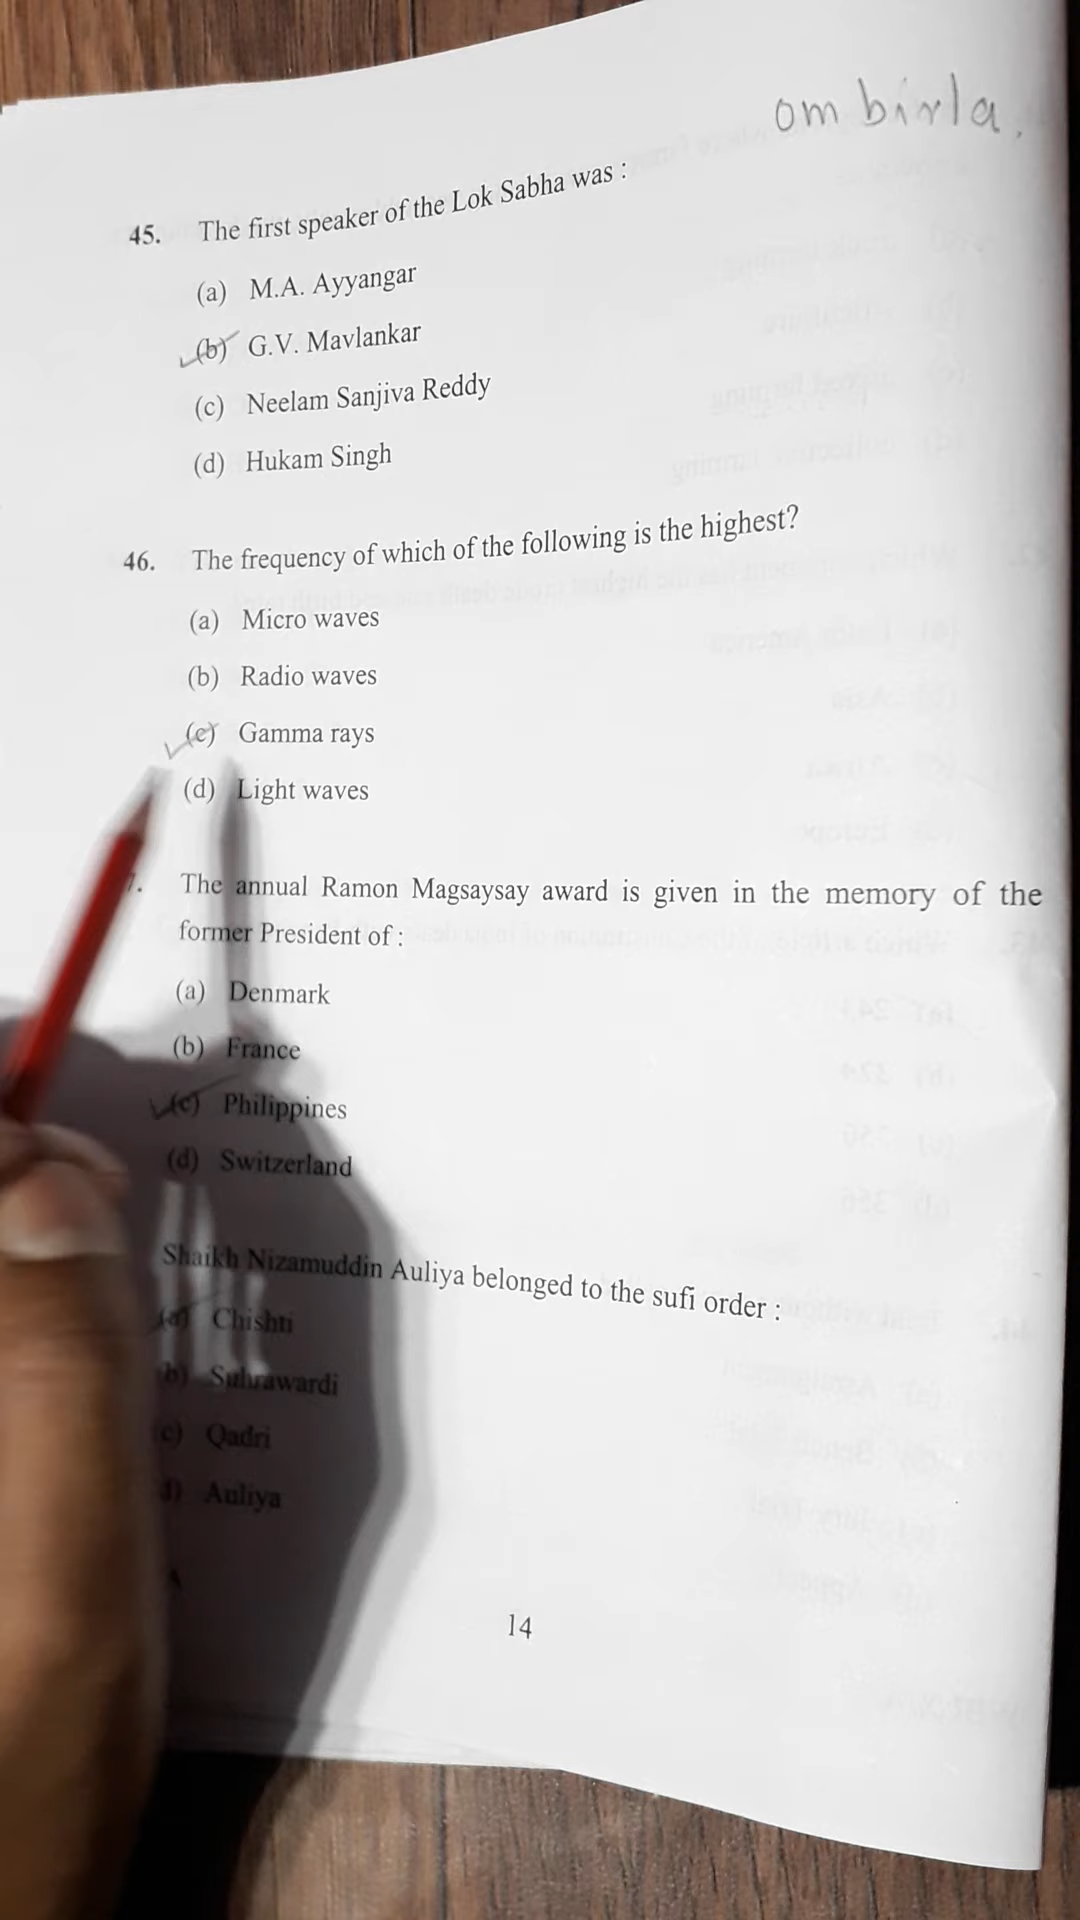 om birla.
45. The first speaker of the Lok Sabha was :
(a) M.A. Ayyangar
(b) G.V. Mavlankar
(c) Neelam Sanjiva Reddy
(d) Hukam Singh
46. The frequency of which of the following is the highest?
(a) Micro waves
(b) Radio waves
(c) Gamma rays
(d) Light waves
7. The annual Ramon Magsaysay award is given in the memory of the
former President of :
(a) Denmark
(b) France
(c) Philippines
(d) Switzerland
Shaikh Nizamuddin Auliya belonged to the sufi order :
(a) Chishti
b) Suhrawardi
c) Qadri
d) Auliya
A
14